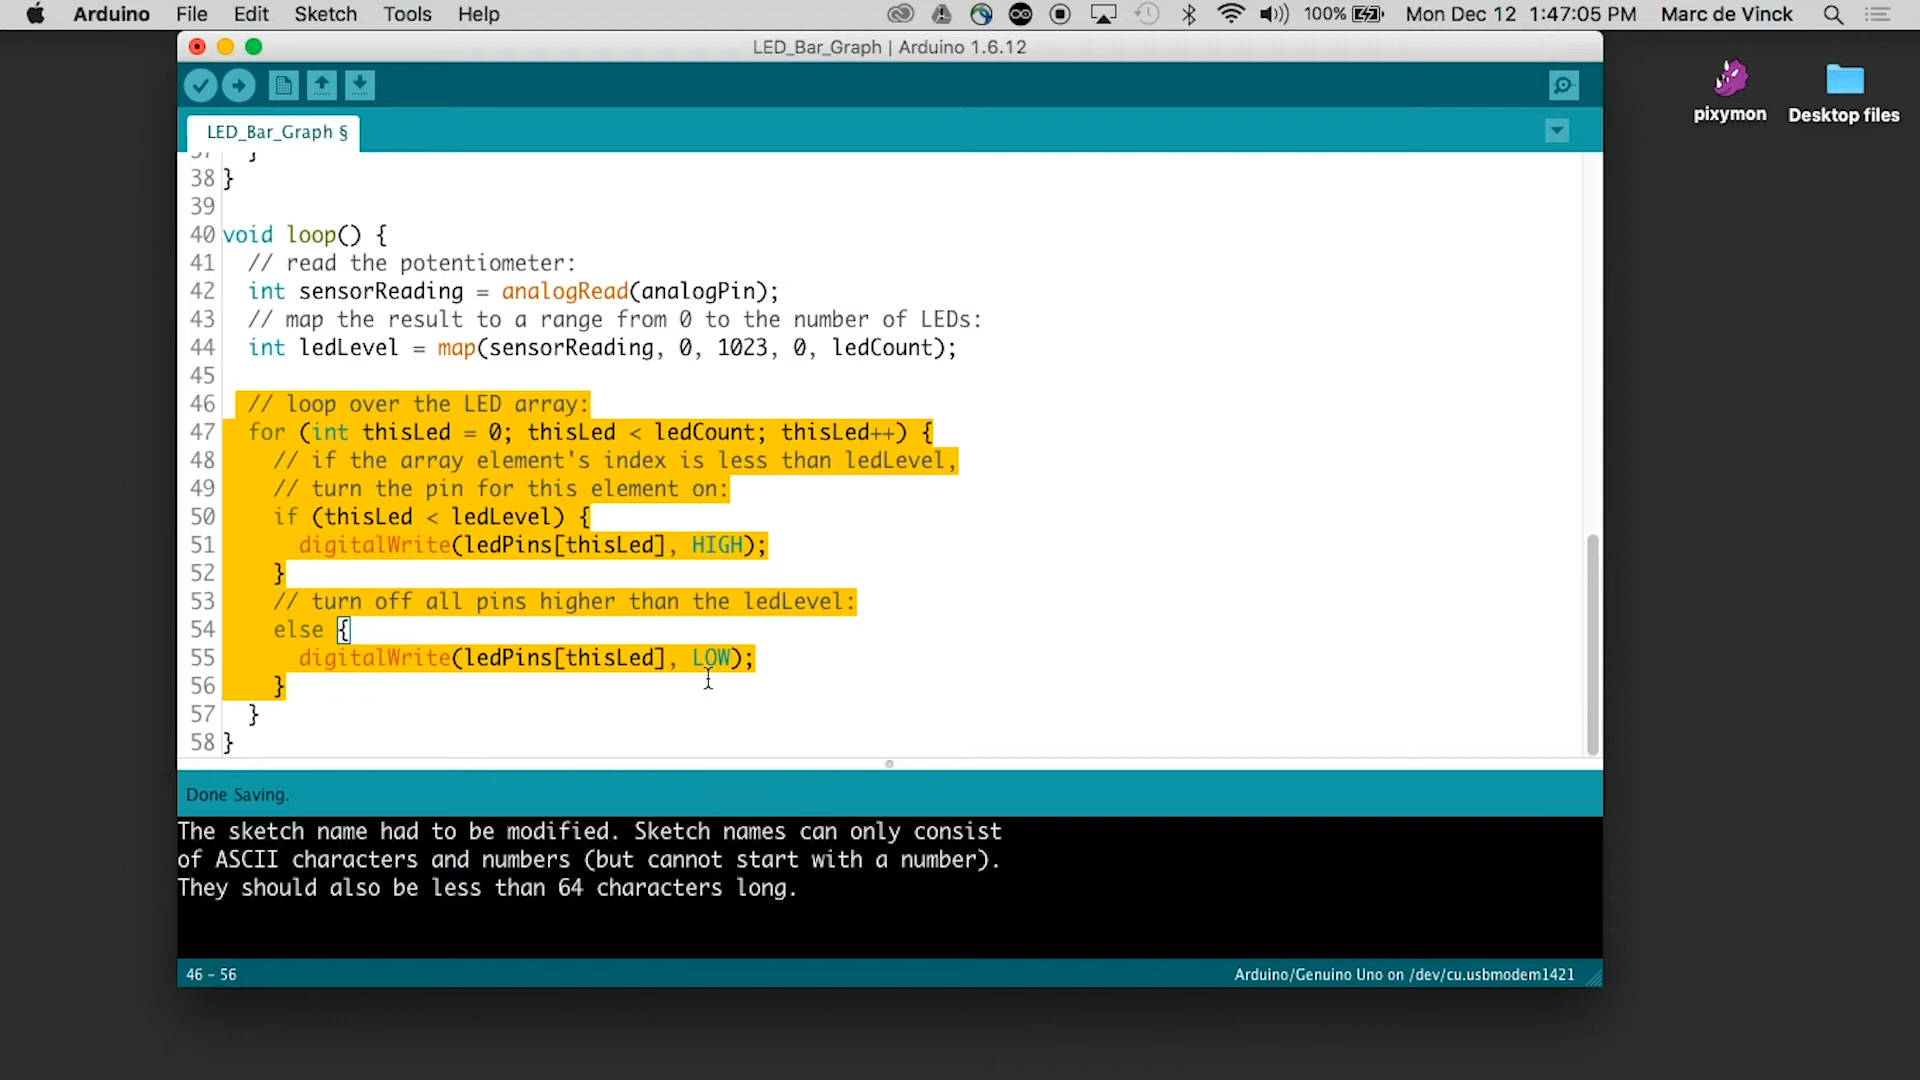 Arduino File Edit Sketch Tools Help 100% Mon Dec 12 1:47:05 PM Marc de Vinck
LED_Bar_Graph | Arduino 1.6.12
pixymon Desktop files
LED_Bar_Graph §
37 }
38 }
39
40 void loop() {
41 // read the potentiometer:
42 int sensorReading = analogRead(analogPin);
43 // map the result to a range from 0 to the number of LEDs:
44 int ledLevel = map(sensorReading, 0, 1023, 0, ledCount);
45
46 // loop over the LED array:
47 for (int thisLed = 0; thisLed < ledCount; thisLed++) {
48 // if the array element's index is less than ledLevel,
49 // turn the pin for this element on:
50 if (thisLed < ledLevel) {
51 digitalWrite(ledPins[thisLed], HIGH);
52 }
53 // turn off all pins higher than the ledLevel:
54 else {
55 digitalWrite(ledPins[thisLed], LOW);
56 }
57 }
58 }
Done Saving.
The sketch name had to be modified. Sketch names can only consist
of ASCII characters and numbers (but cannot start with a number).
They should also be less than 64 characters long.
46 - 56 Arduino/Genuino Uno on /dev/cu.usbmodem1421